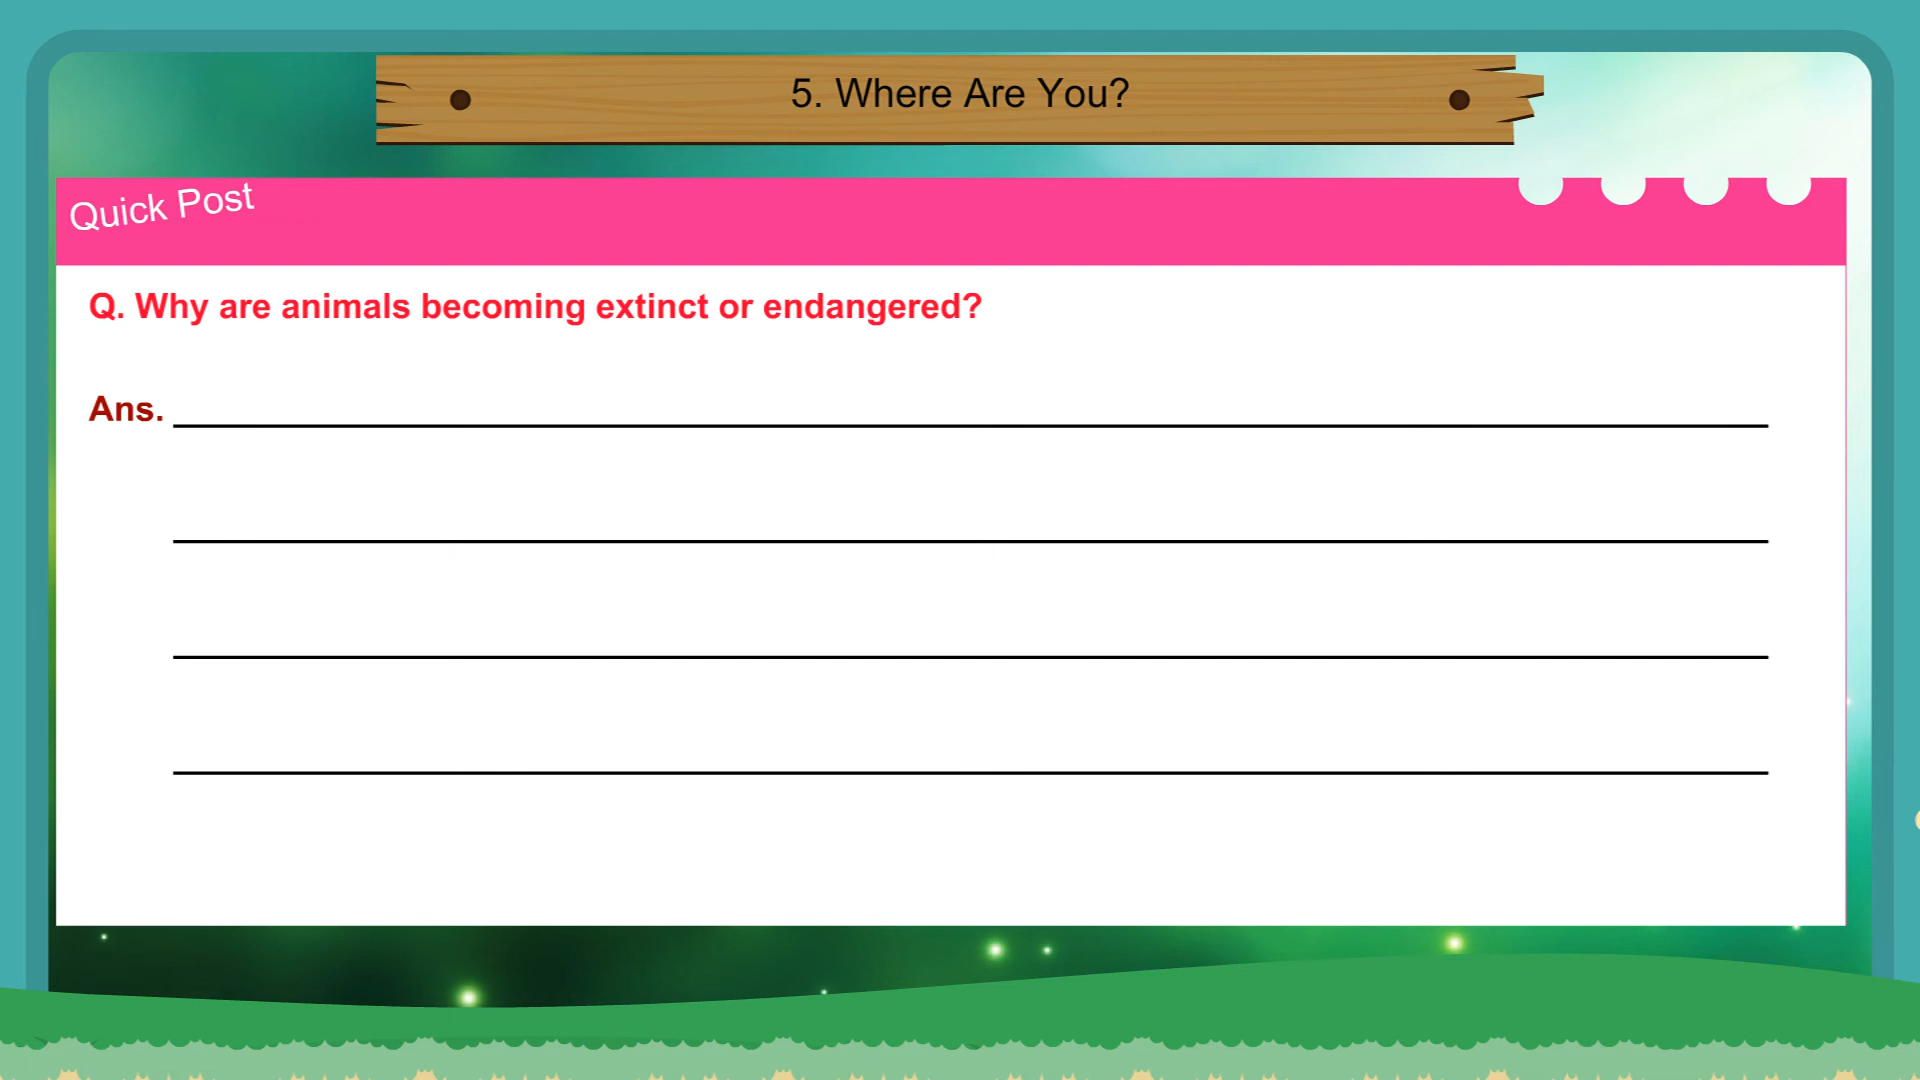 5. Where Are You?
Quick Post
Q. Why are animals becoming extinct or endangered?
Ans.